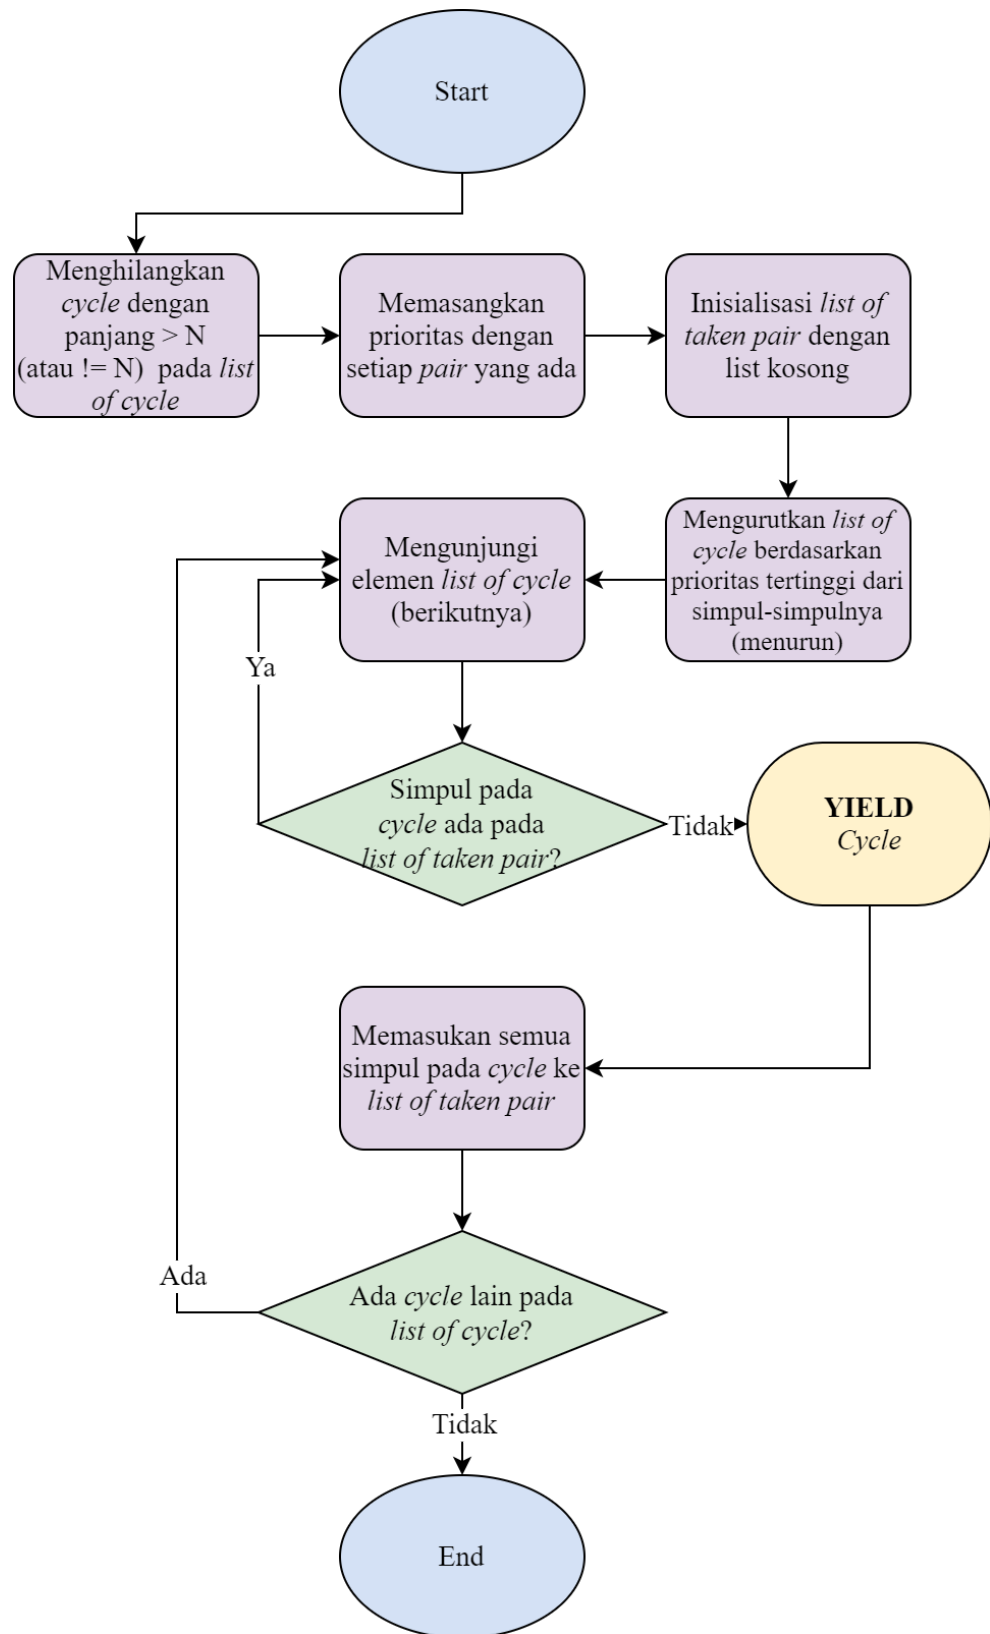 Start
Menghilangkan
cycle dengan
panjang > N
(atau != N) pada list
of cycle
Memasangkan
prioritas dengan
setiap pair yang ada
Inisialisasi list of
taken pair dengan
list kosong
Mengurutkan list of
cycle berdasarkan
prioritas tertinggi dari
simpul-simpulnya
(menurun)
Mengunjungi
elemen list of cycle
(berikutnya)
Ya
Simpul pada
cycle ada pada
list of taken pair?
Tidak
YIELD
Cycle
Memasukan semua
simpul pada cycle ke
list of taken pair
Ada
Ada cycle lain pada
list of cycle?
Tidak
End